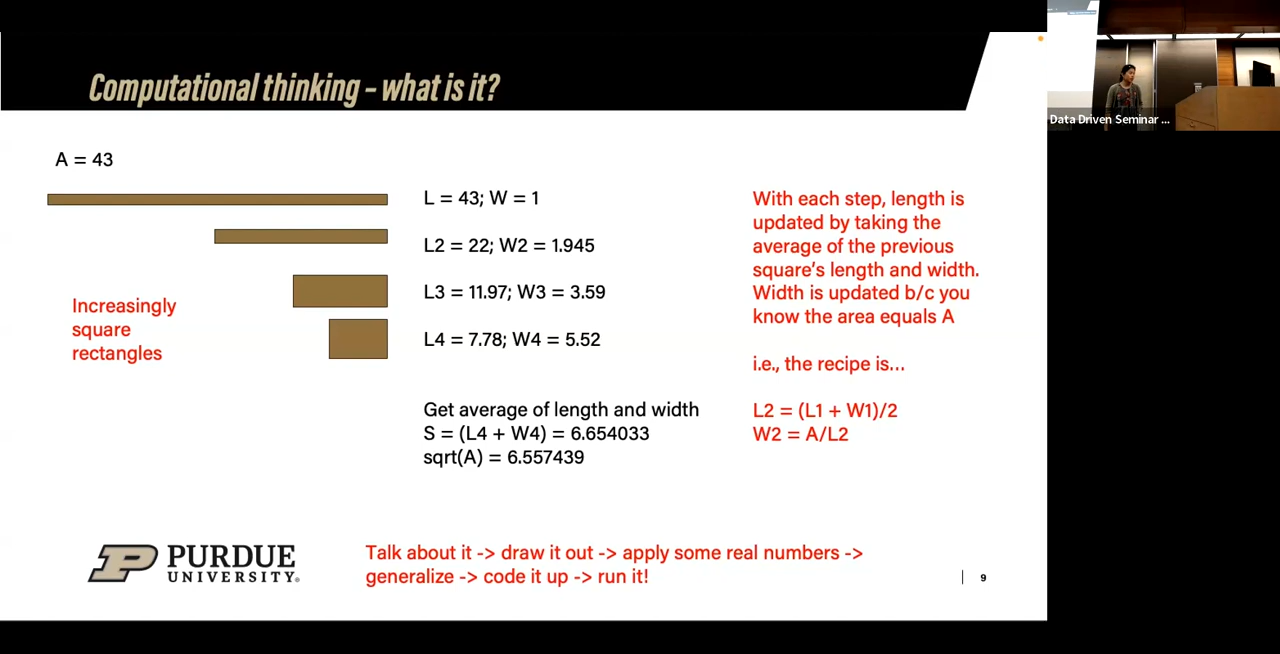 Computational thinking – what is it?
Data Driven Seminar ...
A = 43
L = 43; W = 1
L2 = 22; W2 = 1.945
L3 = 11.97; W3 = 3.59
L4 = 7.78; W4 = 5.52
Increasingly
square
rectangles
Get average of length and width
S = (L4 + W4) = 6.654033
sqrt(A) = 6.557439
With each step, length is
updated by taking the
average of the previous
square's length and width.
Width is updated b/c you
know the area equals A
i.e., the recipe is...
L2 = (L1 + W1)/2
W2 = A/L2
PURDUE
UNIVERSITY®
Talk about it -> draw it out -> apply some real numbers ->
generalize -> code it up -> run it!
9